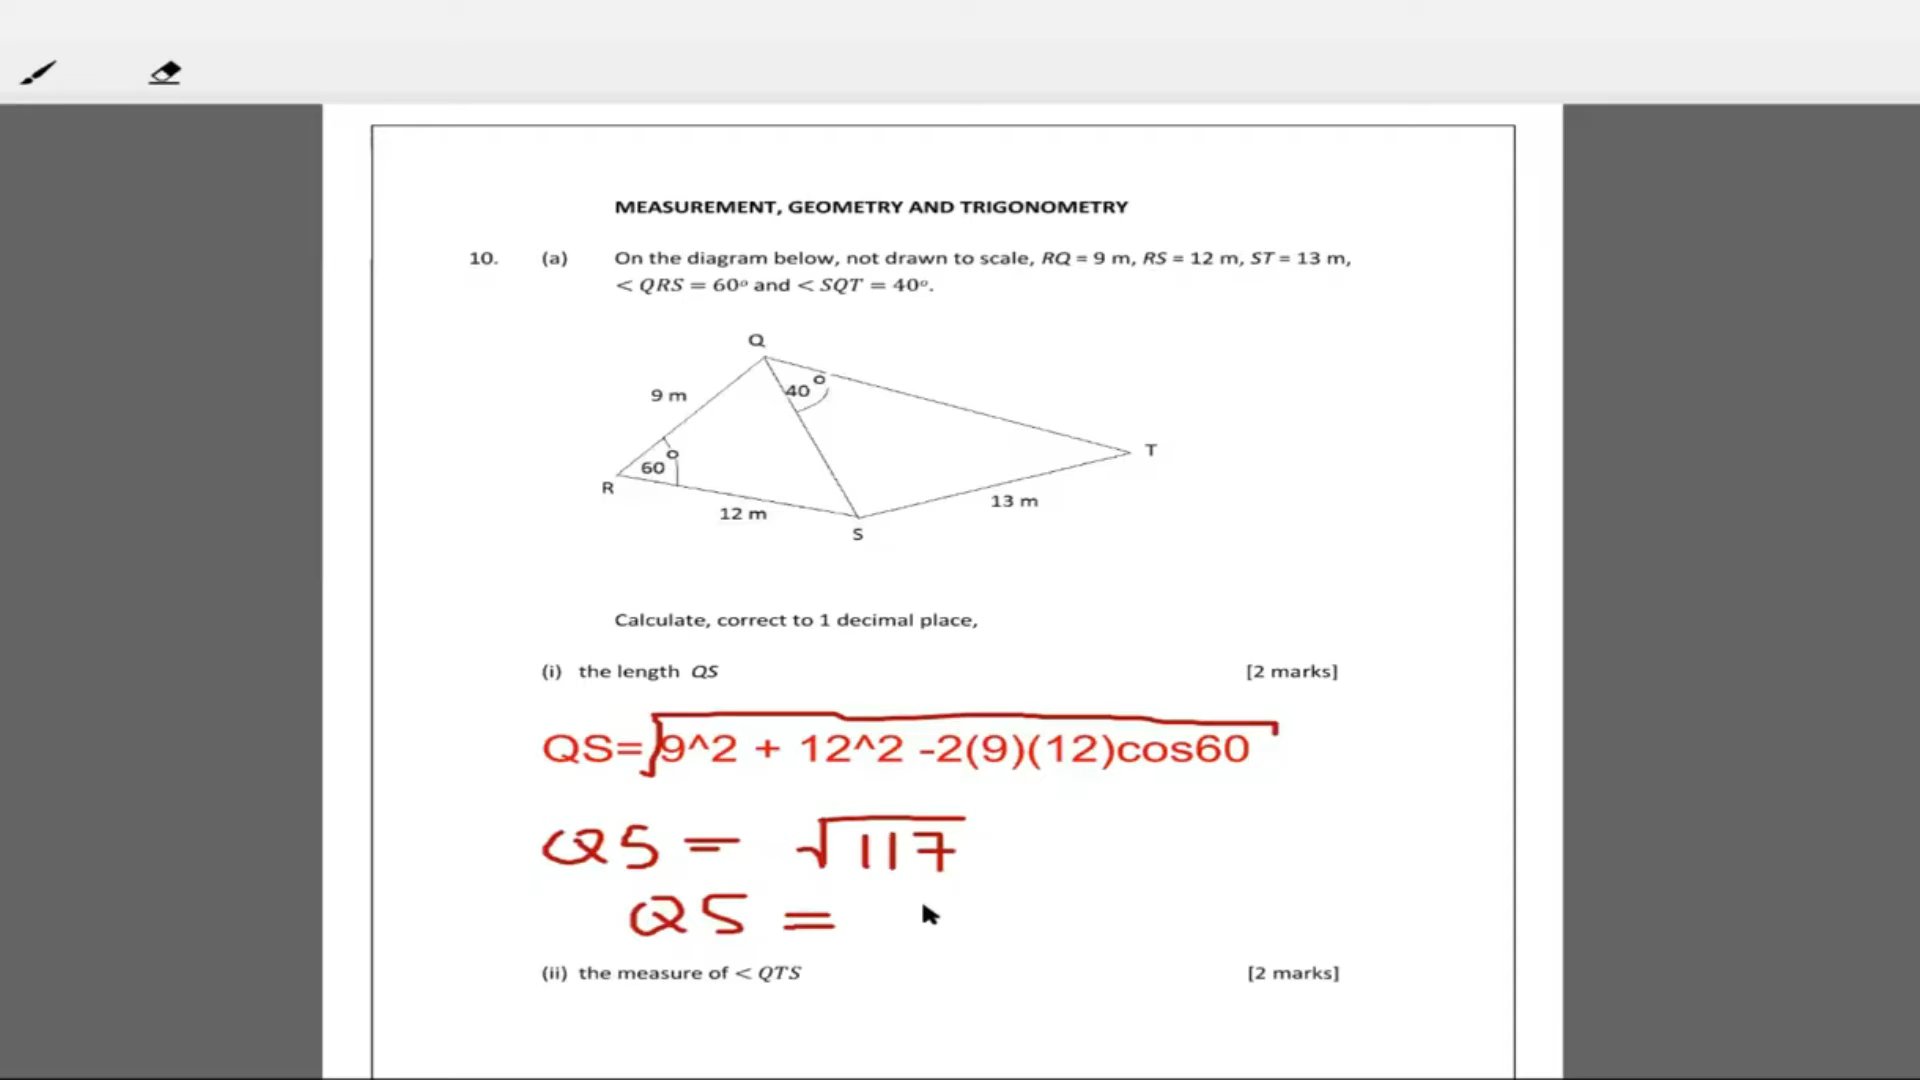 MEASUREMENT, GEOMETRY AND TRIGONOMETRY
10. (a) On the diagram below, not drawn to scale, RQ = 9 m, RS = 12 m, ST = 13 m,
< QRS = 60° and < SQT = 40°.
Q
40°
9 m
T
60°
R
13 m
12 m
S
Calculate, correct to 1 decimal place,
(i) the length QS [2 marks]
QS=√9^2 + 12^2 -2(9)(12)cos60
QS = √117
QS =
(ii) the measure of < QTS [2 marks]